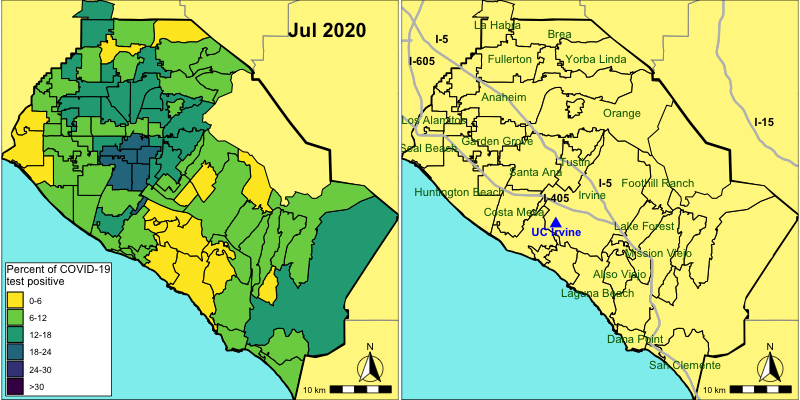 Jul 2020
Percent of COVID-19
test positive
0-6
6-12
12-18
18-24
24-30
>30
N
10 km
La Habra
Brea
I-5
Fullerton
Yorba Linda
I-605
Anaheim
Orange
Los Alamitos
I-15
Garden Grove
Seal Beach
Tustin
Santa Ana
I-5
Foothill Ranch
Huntington Beach
Irvine
I-405
Costa Mesa
Lake Forest
UC Irvine
Mission Viejo
Aliso Viejo
Laguna Beach
Dana Point
N
San Clemente
10 km